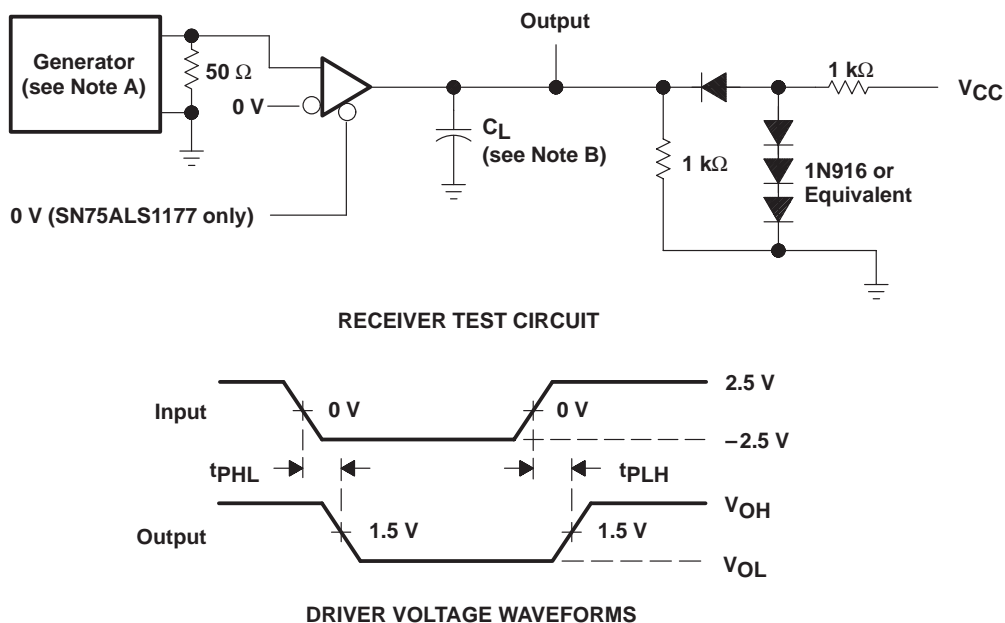 Output
Generator
(see Note A)
50 Ω
0 V
CL
(see Note B)
1 kΩ
1 kΩ
VCC
1N916 or
Equivalent
0 V (SN75ALS1177 only)
RECEIVER TEST CIRCUIT
Input
0 V
0 V
2.5 V
−2.5 V
tPHL
tPLH
Output
1.5 V
1.5 V
VOH
VOL
DRIVER VOLTAGE WAVEFORMS